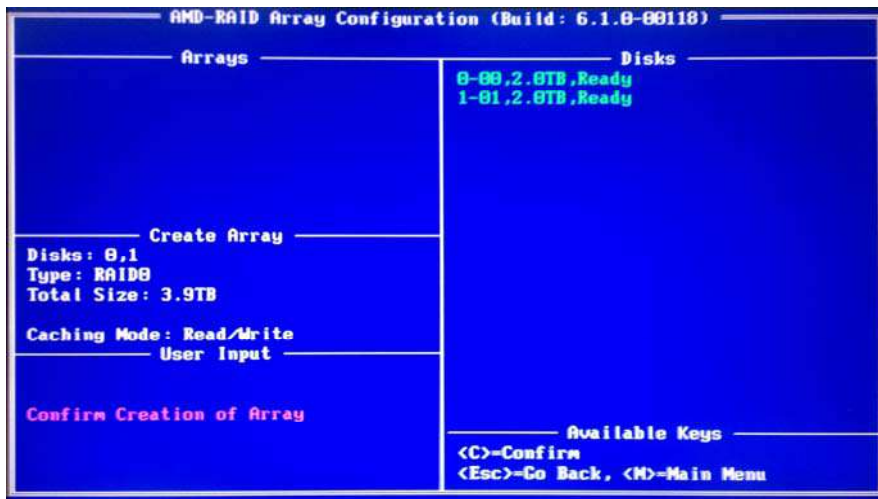 AMD-RAID Array Configuration (Build: 6.1.0-00118)
Arrays
Disks
0-00,2.0TB,Ready
1-01,2.0TB,Ready
Create Array
Disks: 0,1
Type: RAID0
Total Size: 3.9TB
Caching Mode: Read/Write
User Input
Confirm Creation of Array
Available Keys
<C>=Confirm
<Esc>=Go Back, <M>=Main Menu